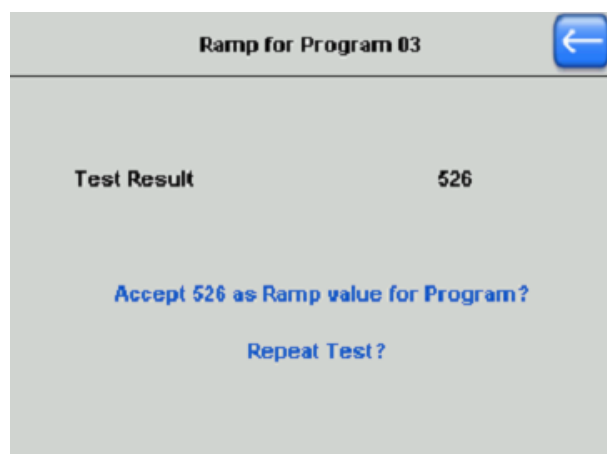 Ramp for Program 03
Test Result 526
Accept 526 as Ramp value for Program?
Repeat Test?